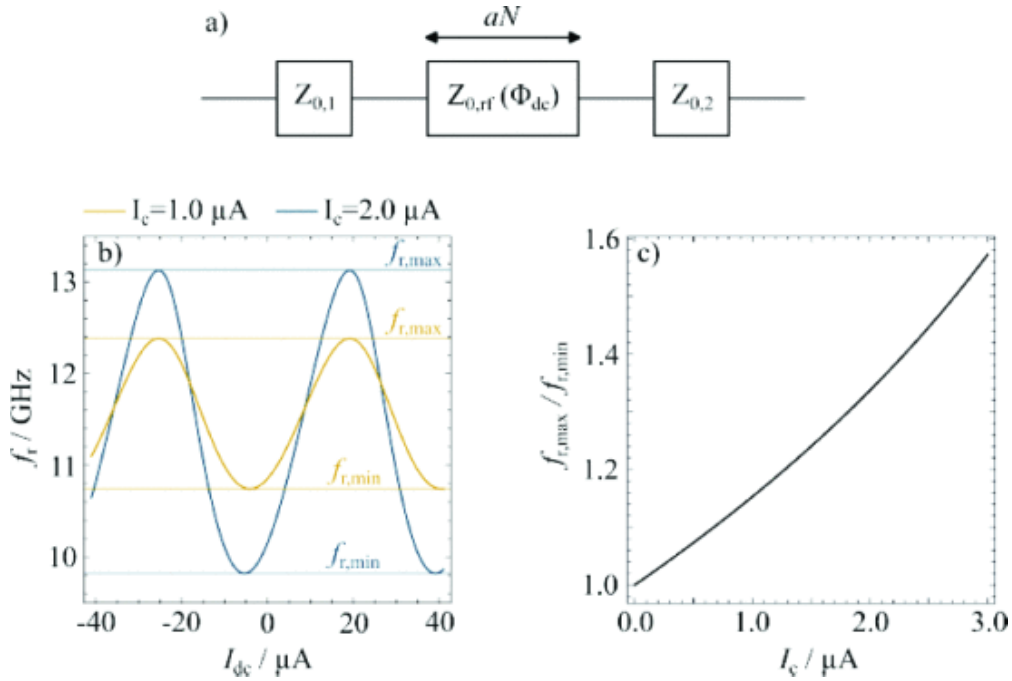 a)
aN
Z0,1
Z0,rf (Φdc)
Z0,2
Ic=1.0 μA
Ic=2.0 μA
b)
fr,max
fr,max
fr,min
fr,min
13
12
11
10
fr / GHz
-40
-20
0
20
40
Idc / μA
c)
1.6
1.4
1.2
1.0
fr,max / fr,min
0.0
1.0
2.0
3.0
Ic / μA